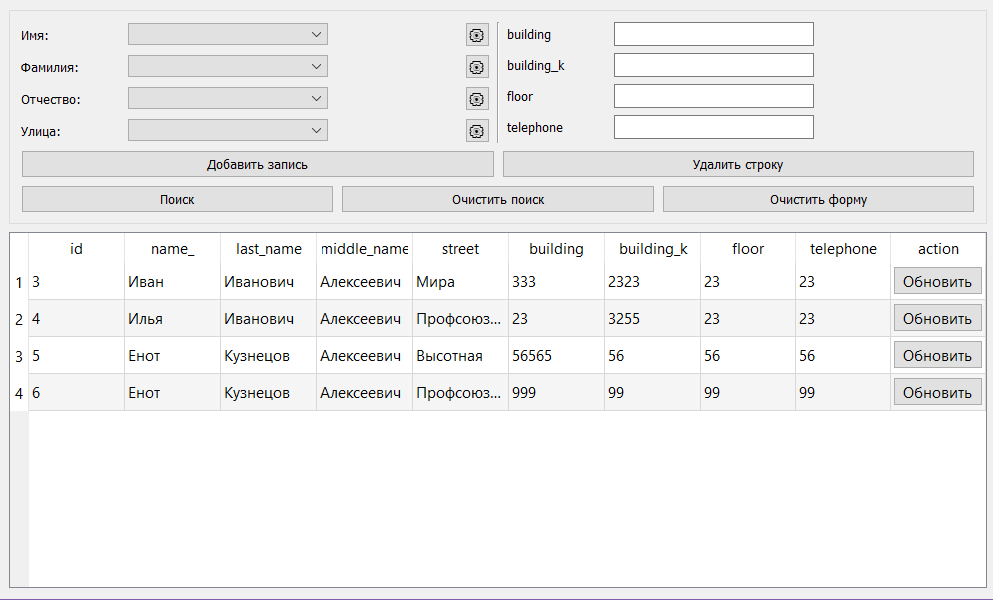 Имя:
building
Фамилия:
building_k
Отчество:
floor
Улица:
telephone
Добавить запись Удалить строку
Поиск Очистить поиск Очистить форму
id name_ last_name middle_name street building building_k floor telephone action
1 3 Иван Иванович Алексеевич Мира 333 2323 23 23 Обновить
2 4 Илья Иванович Алексеевич Профсоюз... 23 3255 23 23 Обновить
3 5 Енот Кузнецов Алексеевич Высотная 56565 56 56 56 Обновить
4 6 Енот Кузнецов Алексеевич Профсоюз... 999 99 99 99 Обновить